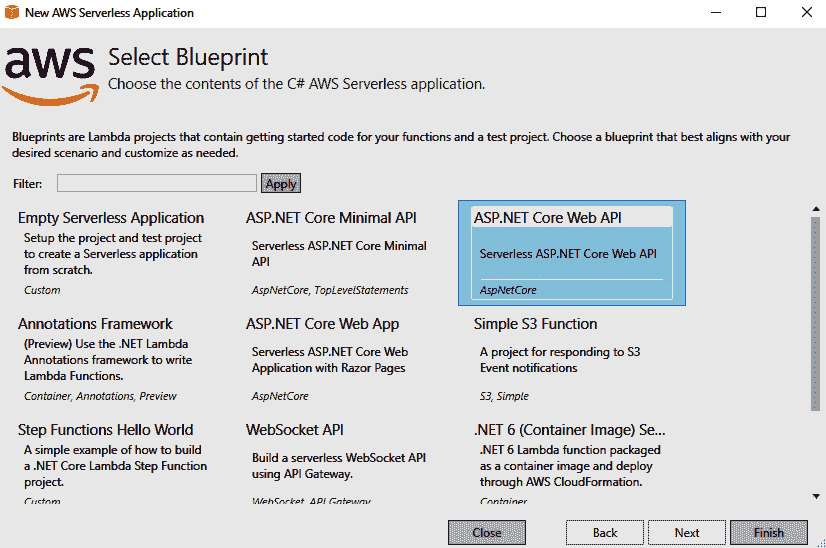 New AWS Serverless Application
aws
Select Blueprint
Choose the contents of the C# AWS Serverless application.
Blueprints are Lambda projects that contain getting started code for your functions and a test project. Choose a blueprint that best aligns with your
desired scenario and customize as needed.
Filter:
Apply
Empty Serverless Application
Setup the project and test project
to create a Serverless application
from scratch.
Custom
ASP.NET Core Minimal API
Serverless ASP.NET Core Minimal
API
AspNetCore, TopLevelStatements
ASP.NET Core Web API
Serverless ASP.NET Core Web API
AspNetCore
Annotations Framework
(Preview) Use the .NET Lambda
Annotations framework to write
Lambda Functions.
Container, Annotations, Preview
ASP.NET Core Web App
Serverless ASP.NET Core Web
Application with Razor Pages
AspNetCore
Simple S3 Function
A project for responding to S3
Event notifications
S3, Simple
Step Functions Hello World
A simple example of how to build
a .NET Core Lambda Step Function
project.
Custom
WebSocket API
Build a serverless WebSocket API
using API Gateway.
WebSocket, API Gateway
.NET 6 (Container Image) Se...
.NET 6 Lambda function packaged
as a container image and deploy
through AWS CloudFormation.
Container
Close
Back
Next
Finish